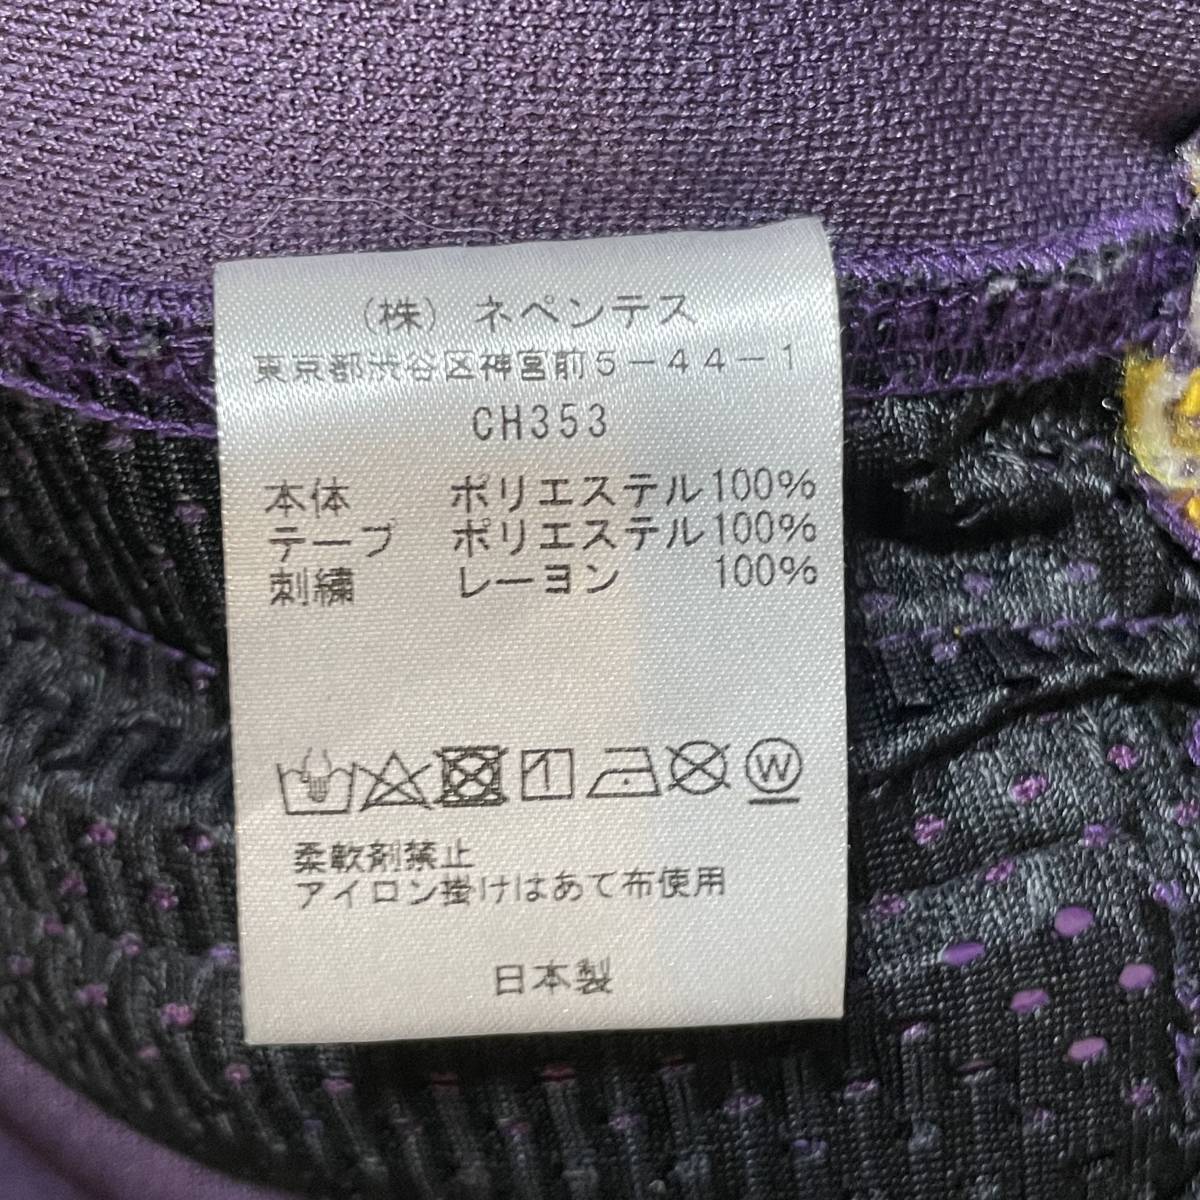 (株) ネペンテス
東京都渋谷区神宮前5-44-1
CH353
本体 ポリエステル100%
テープ ポリエステル100%
刺繍 レーヨン 100%
W
柔軟剤禁止
アイロン掛けはあて布使用
日本製